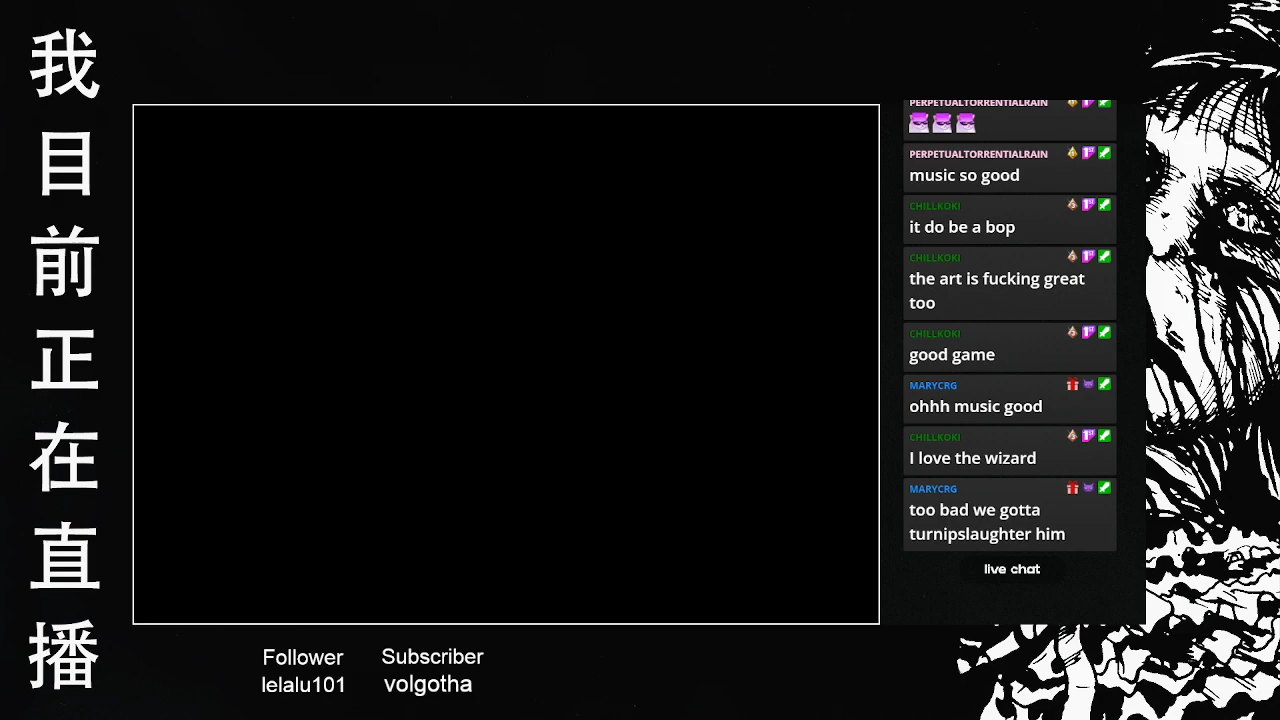 我目前正在直播
PERPETUALTORRENTIALRAIN
PERPETUALTORRENTIALRAIN
music so good
CHILLKOKI
it do be a bop
CHILLKOKI
the art is fucking great
too
CHILLKOKI
good game
MARYCRG
ohhh music good
CHILLKOKI
I love the wizard
MARYCRG
too bad we gotta
turnipslaughter him
live chat
Follower
lelalu101
Subscriber
volgotha